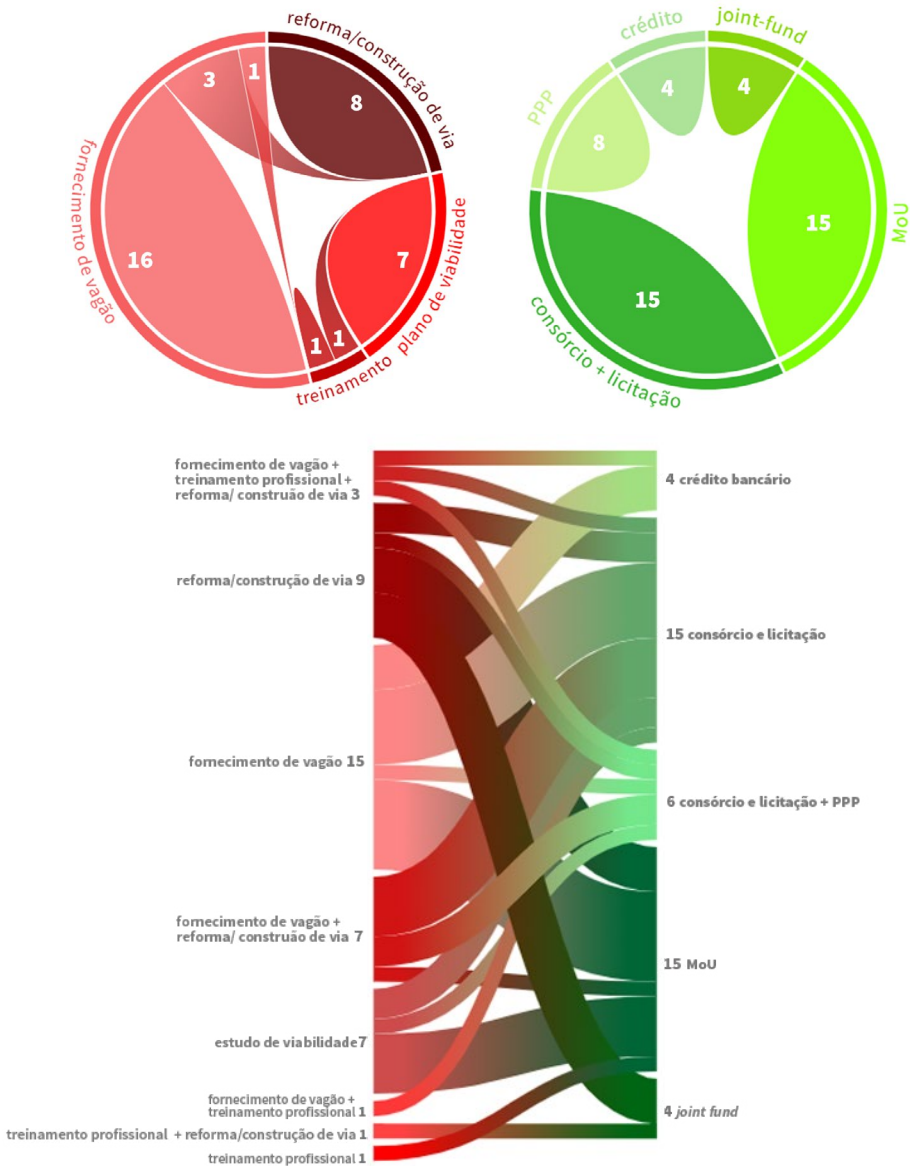 reforma/construção de via
fornecimento de vagão
plano de viabilidade
treinamento
3
1
8
16
7
1
1
crédito
joint-fund
PPP
MoU
consórcio + licitação
4
4
8
15
15
fornecimento de vagão +
treinamento profissional +
reforma/ construão de via 3
reforma/construção de via 9
fornecimento de vagão 15
fornecimento de vagão +
reforma/ construão de via 7
estudo de viabilidade7
fornecimento de vagão +
treinamento profissional 1
treinamento profissional + reforma/construção de via 1
treinamento profissional 1
4 crédito bancário
15 consórcio e licitação
6 consórcio e licitação + PPP
15 MoU
4 joint fund